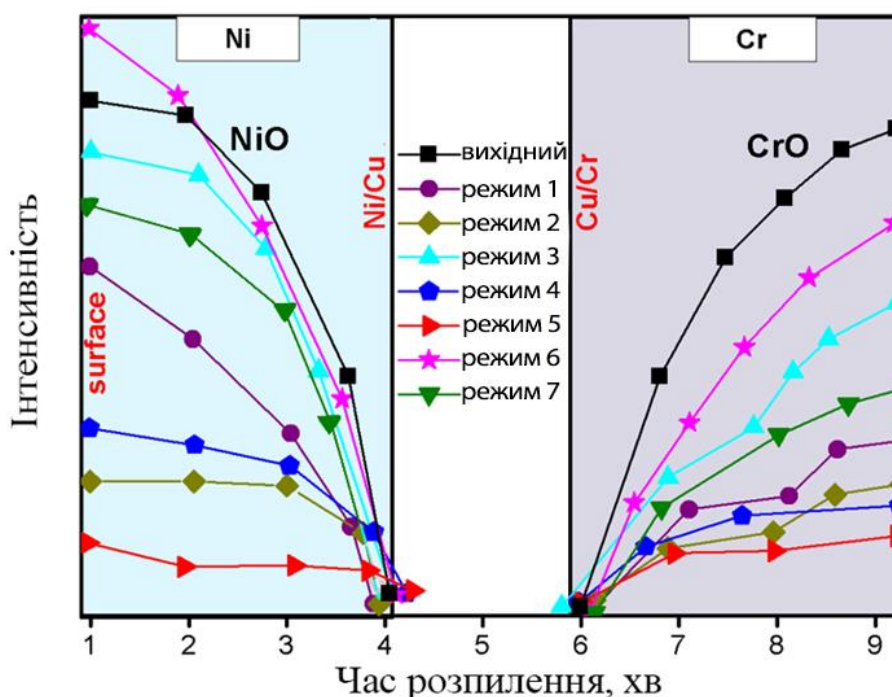 Ni
Cr
NiO
CrO
Ni/Cu
Cu/Cr
surface
Інтенсивність
вихідний
режим 1
режим 2
режим 3
режим 4
режим 5
режим 6
режим 7
1 2 3 4 5 6 7 8 9
Час розпилення, хв